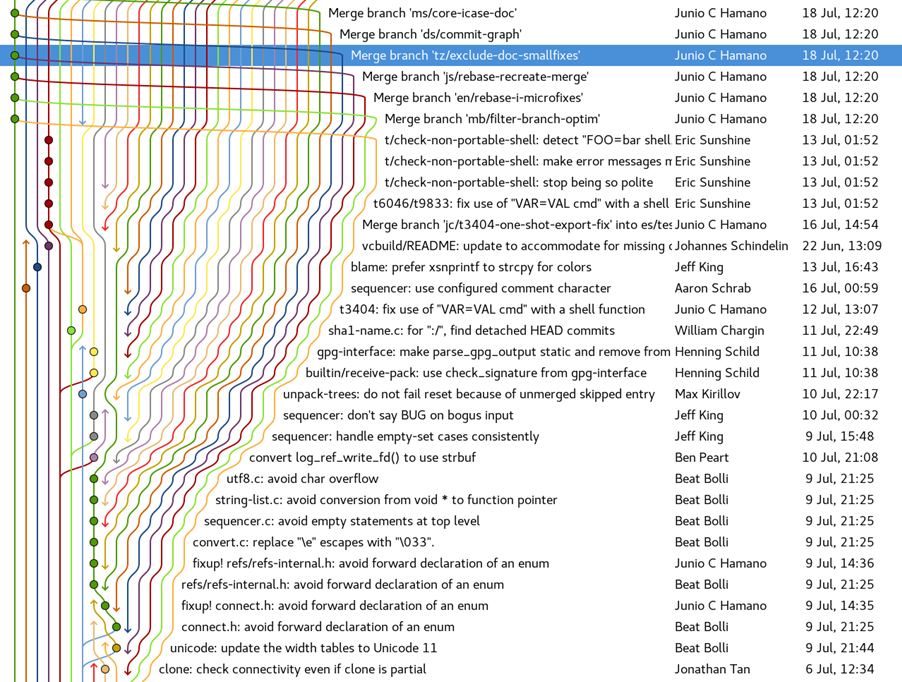 Merge branch 'ms/core-icase-doc' Junio C Hamano 18 Jul, 12:20
Merge branch 'ds/commit-graph' Junio C Hamano 18 Jul, 12:20
Merge branch 'tz/exclude-doc-smallfixes' Junio C Hamano 18 Jul, 12:20
Merge branch 'js/rebase-recreate-merge' Junio C Hamano 18 Jul, 12:20
Merge branch 'en/rebase-i-microfixes' Junio C Hamano 18 Jul, 12:20
Merge branch 'mb/filter-branch-optim' Junio C Hamano 18 Jul, 12:20
t/check-non-portable-shell: detect "FOO=bar shell Eric Sunshine 13 Jul, 01:52
t/check-non-portable-shell: make error messages m Eric Sunshine 13 Jul, 01:52
t/check-non-portable-shell: stop being so polite Eric Sunshine 13 Jul, 01:52
t6046/t9833: fix use of "VAR=VAL cmd" with a shell Eric Sunshine 13 Jul, 01:52
Merge branch 'jc/t3404-one-shot-export-fix' into es/tes Junio C Hamano 16 Jul, 14:54
vcbuild/README: update to accommodate for missing c Johannes Schindelin 22 Jun, 13:09
blame: prefer xsnprintf to strcpy for colors Jeff King 13 Jul, 16:43
sequencer: use configured comment character Aaron Schrab 16 Jul, 00:59
t3404: fix use of "VAR=VAL cmd" with a shell function Junio C Hamano 12 Jul, 13:07
sha1-name.c: for ":/", find detached HEAD commits William Chargin 11 Jul, 22:49
gpg-interface: make parse_gpg_output static and remove from Henning Schild 11 Jul, 10:38
builtin/receive-pack: use check_signature from gpg-interface Henning Schild 11 Jul, 10:38
unpack-trees: do not fail reset because of unmerged skipped entry Max Kirillov 10 Jul, 22:17
sequencer: don't say BUG on bogus input Jeff King 10 Jul, 00:32
sequencer: handle empty-set cases consistently Jeff King 9 Jul, 15:48
convert log_ref_write_fd() to use strbuf Ben Peart 10 Jul, 21:08
utf8.c: avoid char overflow Beat Bolli 9 Jul, 21:25
string-list.c: avoid conversion from void * to function pointer Beat Bolli 9 Jul, 21:25
sequencer.c: avoid empty statements at top level Beat Bolli 9 Jul, 21:25
convert.c: replace "\e" escapes with "\033". Beat Bolli 9 Jul, 21:25
fixup! refs/refs-internal.h: avoid forward declaration of an enum Junio C Hamano 9 Jul, 14:36
refs/refs-internal.h: avoid forward declaration of an enum Beat Bolli 9 Jul, 21:25
fixup! connect.h: avoid forward declaration of an enum Junio C Hamano 9 Jul, 14:35
connect.h: avoid forward declaration of an enum Beat Bolli 9 Jul, 21:25
unicode: update the width tables to Unicode 11 Beat Bolli 9 Jul, 21:44
clone: check connectivity even if clone is partial Jonathan Tan 6 Jul, 12:34